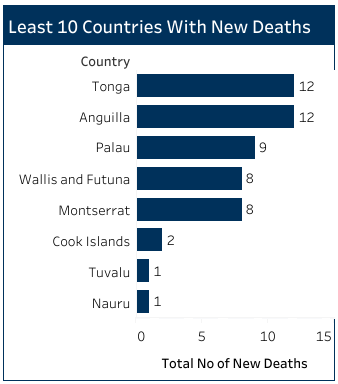 Least 10 Countries With New Deaths
Country
Tonga 12
Anguilla 12
Palau 9
Wallis and Futuna 8
Montserrat 8
Cook Islands 2
Tuvalu 1
Nauru 1
0 5 10 15
Total No of New Deaths